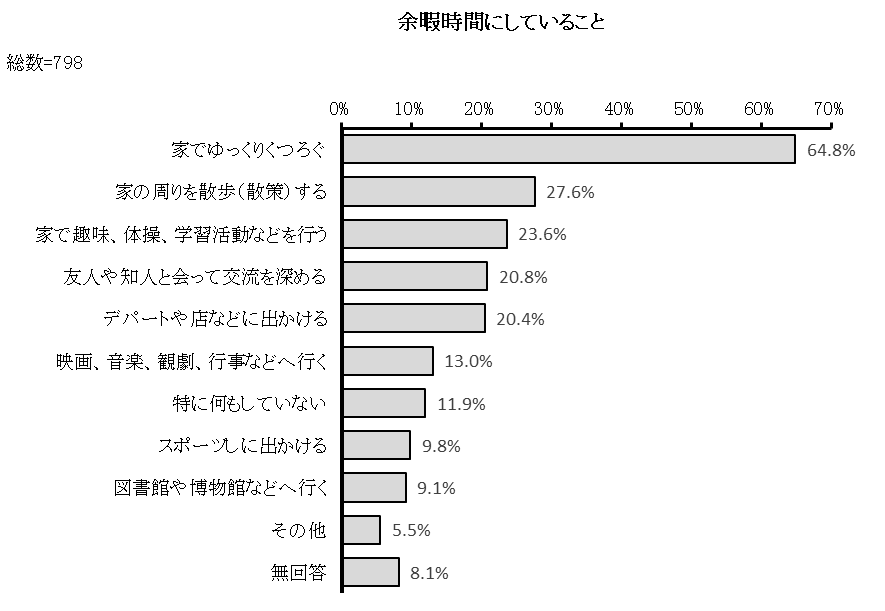 余暇時間にしていること
総数=798
0% 10% 20% 30% 40% 50% 60% 70%
家でゆっくりくつろぐ 64.8%
家の周りを散歩（散策）する 27.6%
家で趣味、体操、学習活動などを行う 23.6%
友人や知人と会って交流を深める 20.8%
デパートや店などに出かける 20.4%
映画、音楽、観劇、行事などへ行く 13.0%
特に何もしていない 11.9%
スポーツしに出かける 9.8%
図書館や博物館などへ行く 9.1%
その他 5.5%
無回答 8.1%